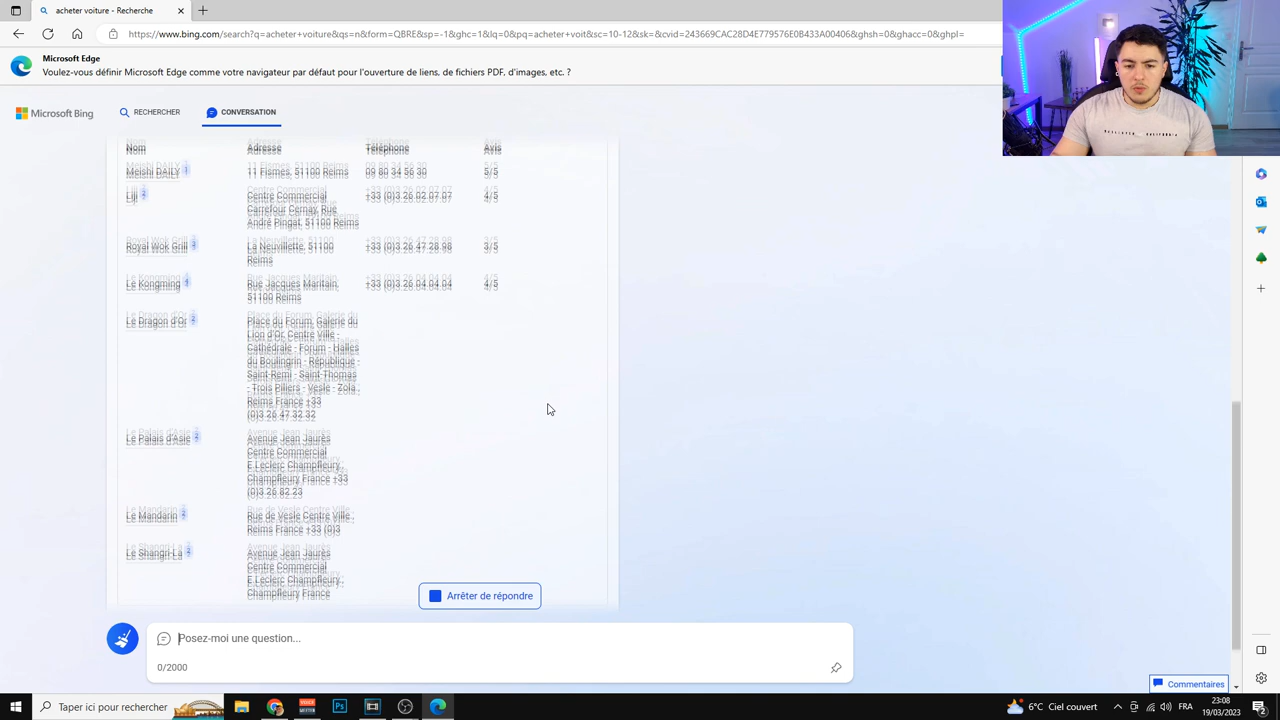 acheter voiture - Recherche
https://www.bing.com/search?q=acheter+voiture&qs=n&form=QBRE&sp=-1&ghc=1&lq=0&pq=acheter+voit&sc=10-12&sk=&cvid=243669CAC28D4E779576E0B433A00406&ghsh=0&ghacc=0&ghpl=
Microsoft Edge
Voulez-vous définir Microsoft Edge comme votre navigateur par défaut pour l'ouverture de liens, de fichiers PDF, d'images, etc. ?
Microsoft Bing
RECHERCHER
CONVERSATION
Nom Adresse Téléphone Avis
Meishi DAILY 1 11 Fismes, 51100 Reims 09 80 34 56 30 5/5
Liji 2 Centre Commercial +33 (0)3.26.02.07.07 4/5
Carrefour Cernay, Rue
André Pingat, 51100 Reims
Royal Wok Grill 3 La Neuvillette, 51100 +33 (0)3.26.47.28.98 3/5
Reims
Le Kongming 4 Rue Jacques Maritain, +33 (0)3.26.04.04.04 4/5
51100 Reims
Le Dragon d'Or 2 Place du Forum, Galerie du
Lion d'Or, Centre Ville -
Cathédrale - Forum - Halles
du Boulingrin - République -
Saint-Remi - Saint-Thomas
- Trois Piliers - Vesle - Zola ,
Reims France +33
(0)3.26.47.32.32
Le Palais d'Asie 2 Avenue Jean Jaurès
Centre Commercial
E.Leclerc Champfleury,
Champfleury France +33
(0)3.26.82.23
Le Mandarin 2 Rue de Vesle Centre Ville ,
Reims France +33 (0)3
Le Shangri La 2 Avenue Jean Jaurès
Centre Commercial
E.Leclerc Champfleury,
Champfleury France
Arrêter de répondre
Posez-moi une question...
0/2000
Commentaires
Taper ici pour rechercher
Ps
6°C Ciel couvert
FRA
23:08
19/03/2023
2